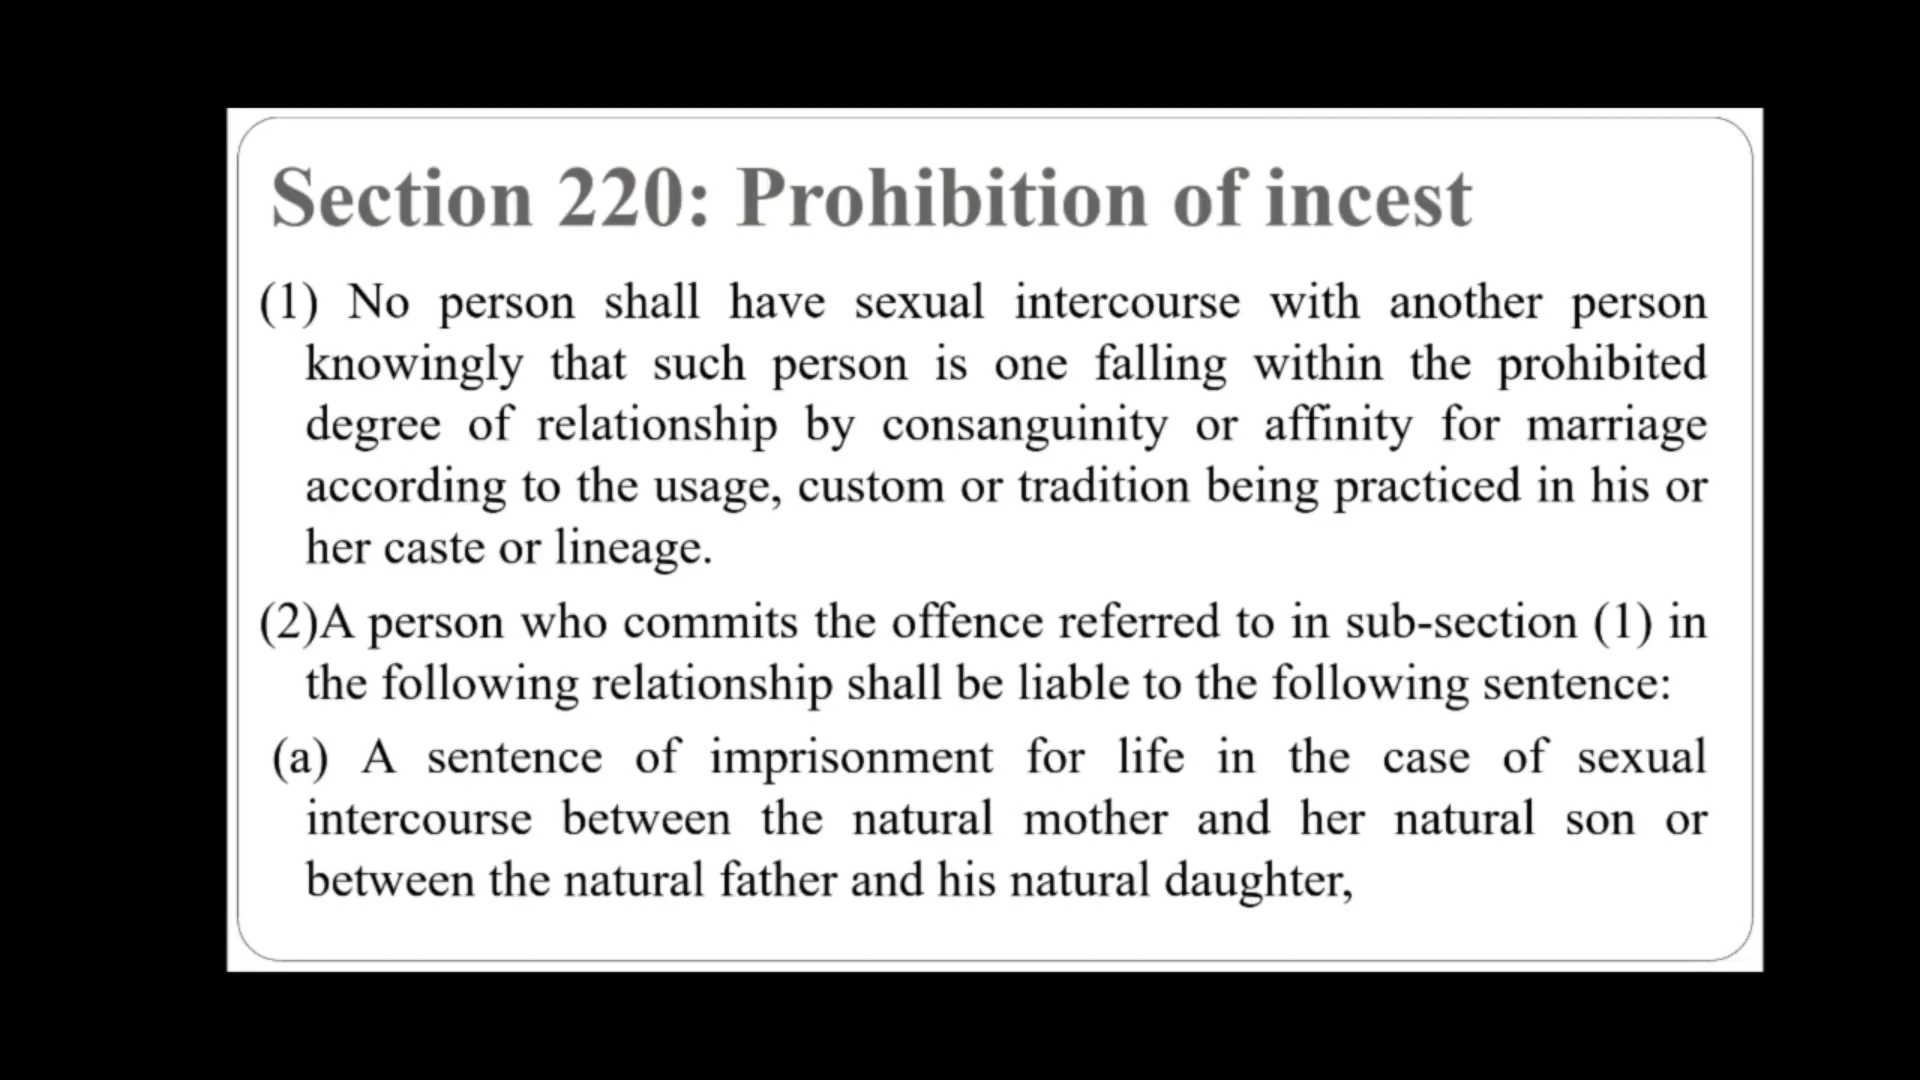 Section 220: Prohibition of incest
(1) No person shall have sexual intercourse with another person
knowingly that such person is one falling within the prohibited
degree of relationship by consanguinity or affinity for marriage
according to the usage, custom or tradition being practiced in his or
her caste or lineage.
(2)A person who commits the offence referred to in sub-section (1) in
the following relationship shall be liable to the following sentence:
(a) A sentence of imprisonment for life in the case of sexual
intercourse between the natural mother and her natural son or
between the natural father and his natural daughter,